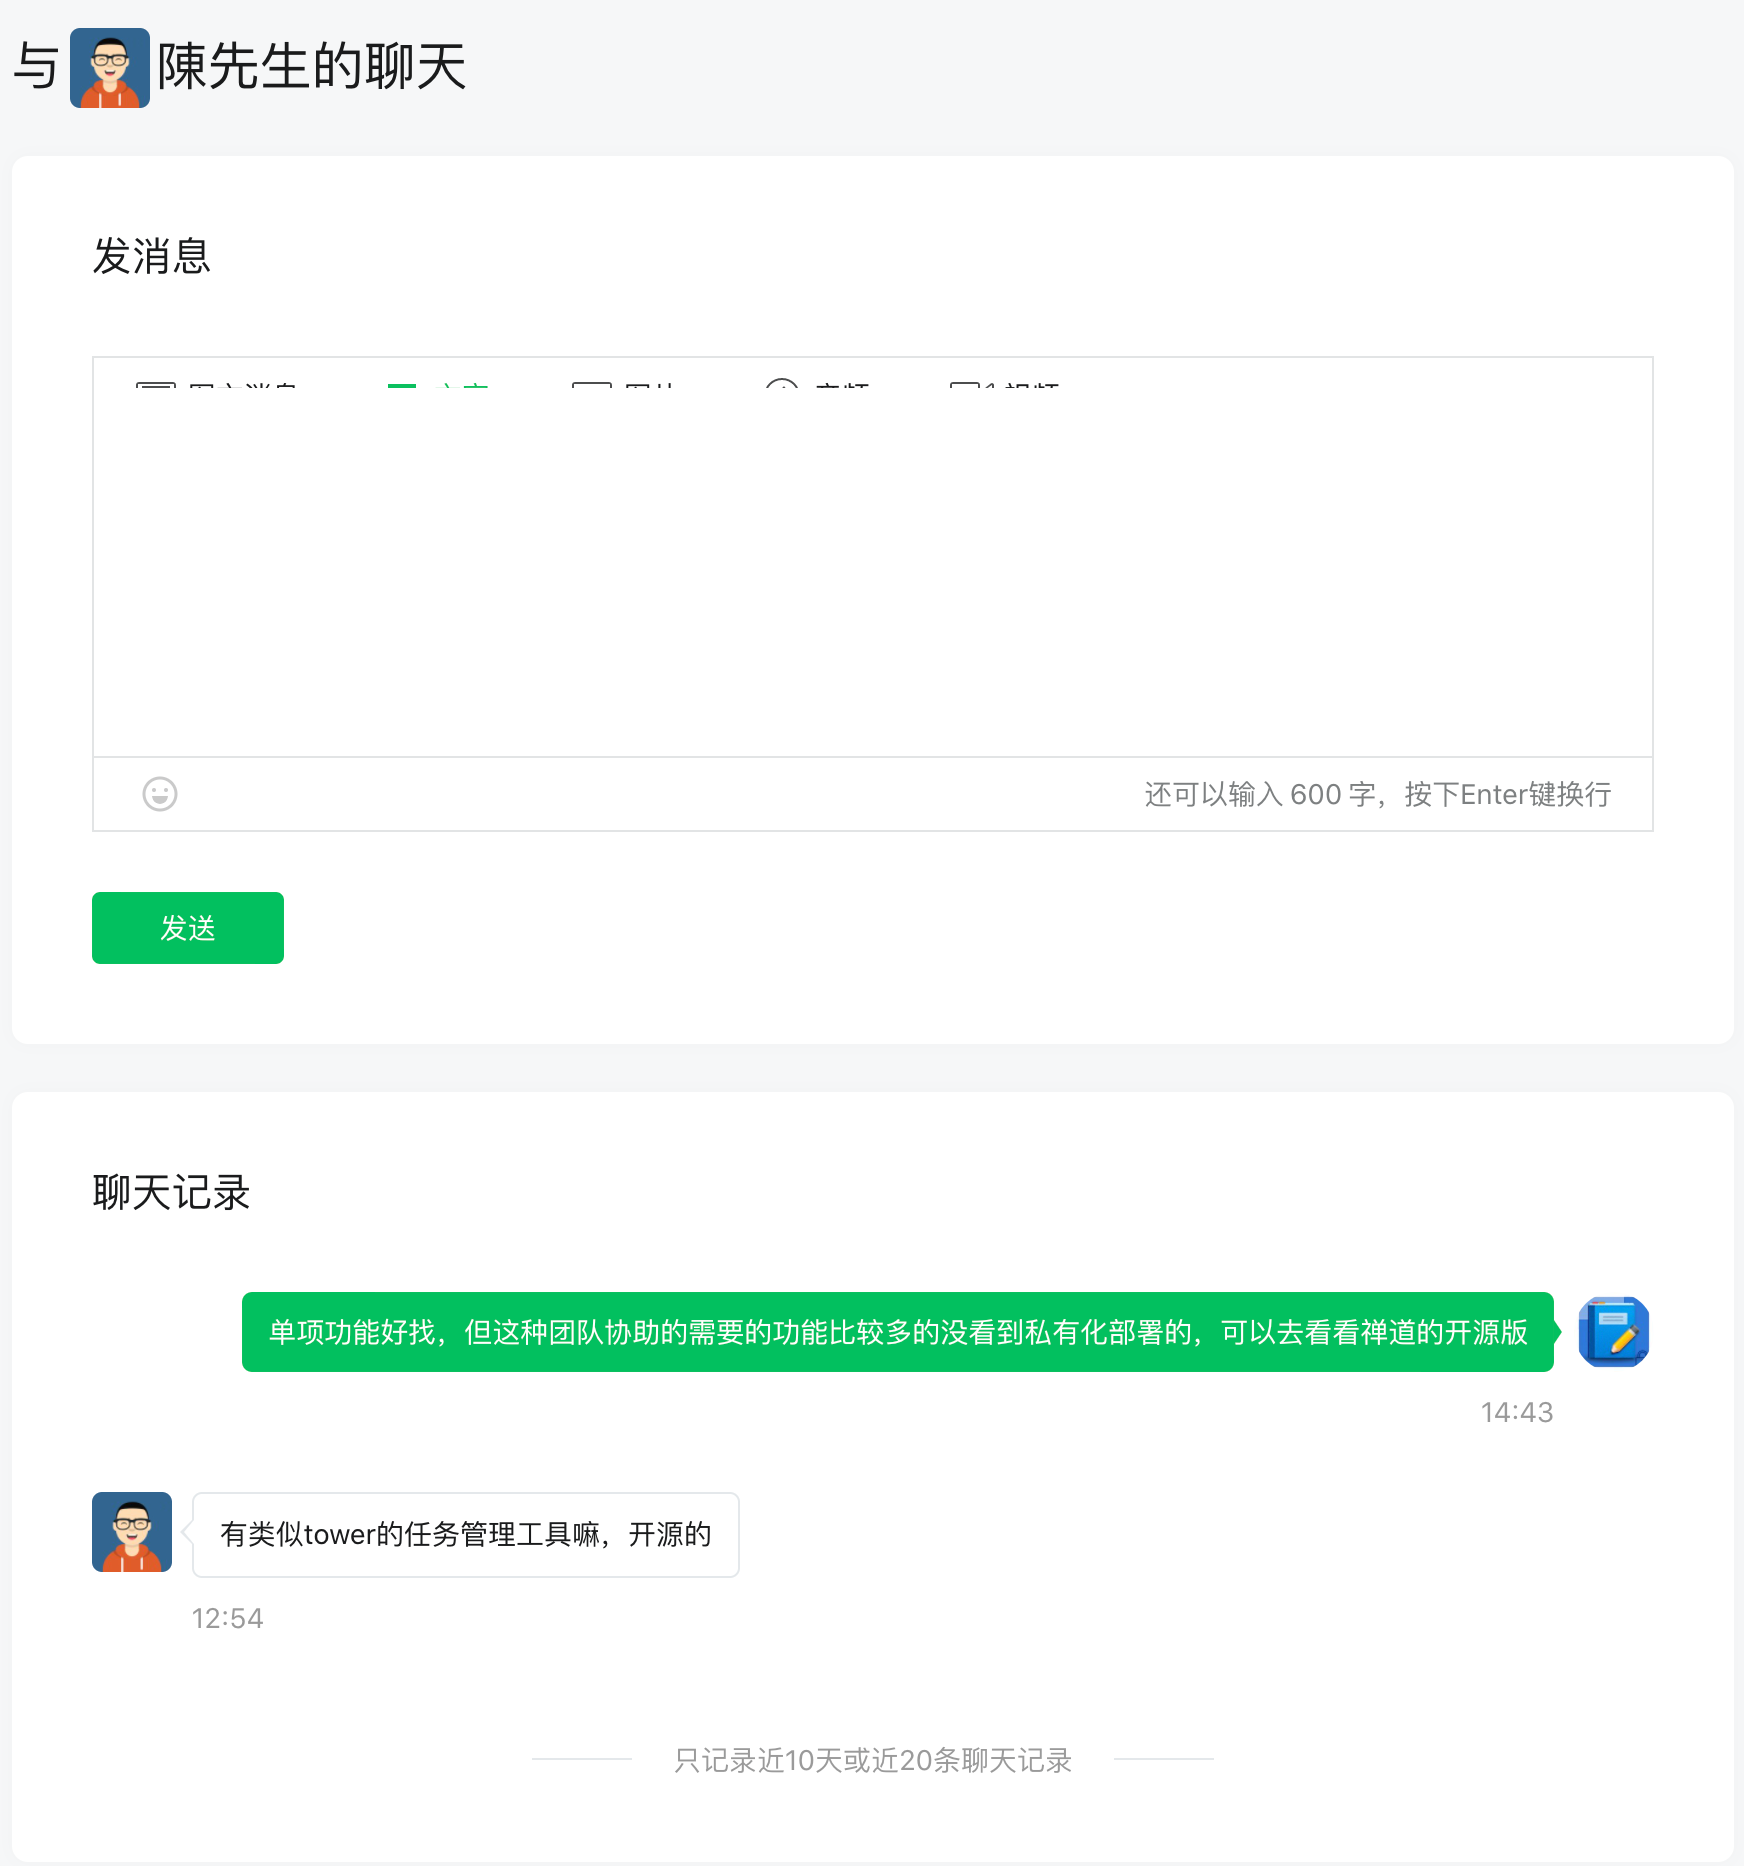 与陳先生的聊天
发消息
还可以输入 600 字，按下Enter键换行
发送
聊天记录
单项功能好找，但这种团队协助的需要的功能比较多的没看到私有化部署的，可以去看看禅道的开源版
14:43
有类似tower的任务管理工具嘛，开源的
12:54
只记录近10天或近20条聊天记录